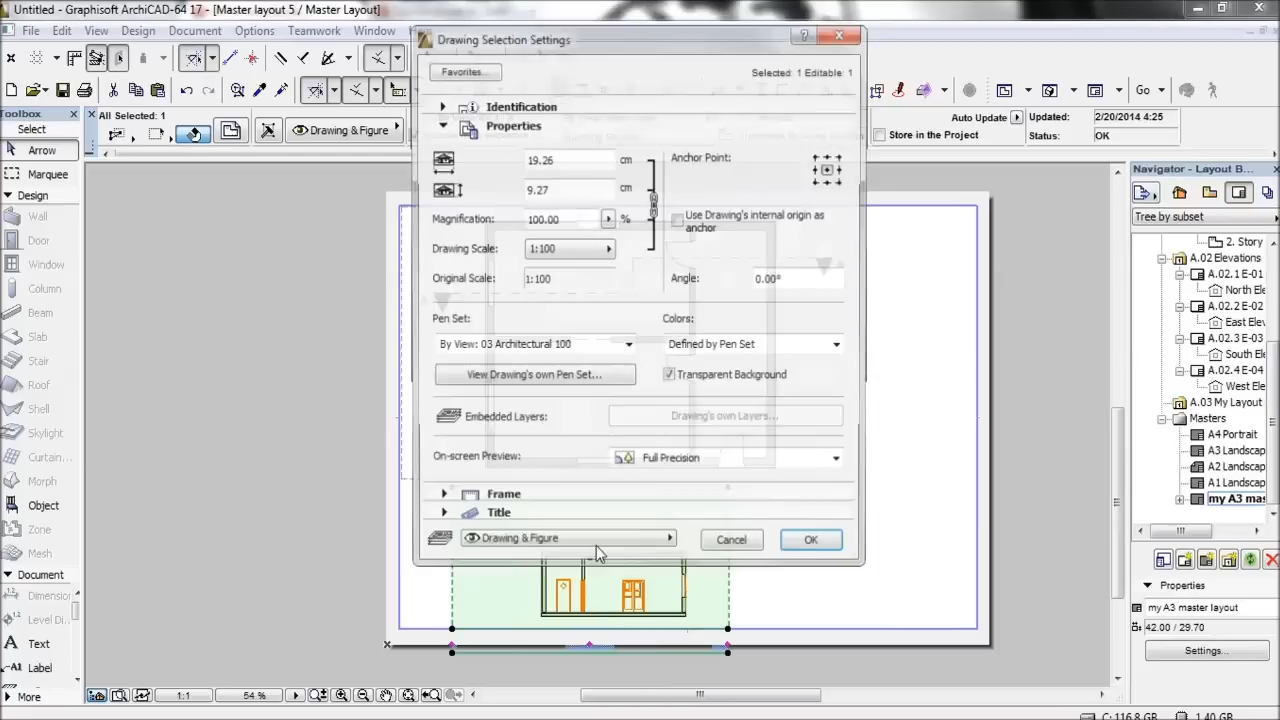 Untitled - Graphisoft ArchiCAD-64 17 - [Master layout 5 / Master Layout]
File Edit View Design Document Options Teamwork Window
Drawing Selection Settings
Favorites...
Selected: 1 Editable: 1
Identification
Properties
19.26 cm
9.27 cm
Magnification: 100.00 %
Drawing Scale: 1:100
Original Scale: 1:100
Anchor Point:
Use Drawing's internal origin as
anchor
Angle: 0.00°
Pen Set:
By View: 03 Architectural 100
View Drawing's own Pen Set...
Colors:
Defined by Pen Set
Transparent Background
Embedded Layers: Drawing's own Layers...
On-screen Preview: Full Precision
Frame
Title
Drawing & Figure
Cancel OK
Toolbox
Select
Arrow
Marquee
Design
Wall
Door
Window
Column
Beam
Slab
Stair
Roof
Shell
Skylight
Curtain...
Morph
Object
Zone
Mesh
Document
Dimension
Level Di
Text
Label
More
All Selected: 1
Drawing & Figure
Go
Auto Update
Store in the Project
Updated: 2/20/2014 4:25
Status: OK
Navigator - Layout B...
Tree by subset
2. Story
A.02 Elevations
A.02.1 E-01
North Ele
A.02.2 E-02
East Elev
A.02.3 E-03
South Ele
A.02.4 E-04
West Ele
A.03 My Layout
Masters
A4 Portrait
A3 Landscap
A2 Landscap
A1 Landscap
my A3 mas
Properties
my A3 master layout
42.00 / 29.70
Settings...
1:1
54 %
C: 116.8 GB
1.40 GB